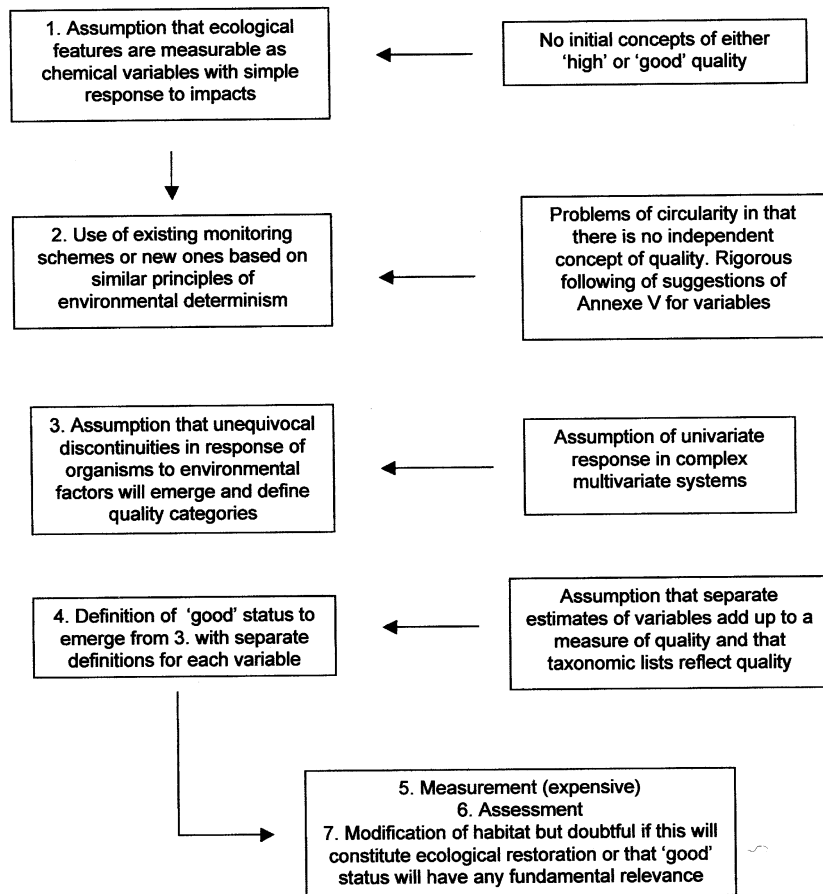 1. Assumption that ecological
features are measurable as
chemical variables with simple
response to impacts
No initial concepts of either
‘high’ or ‘good’ quality
2. Use of existing monitoring
schemes or new ones based on
similar principles of
environmental determinism
Problems of circularity in that
there is no independent
concept of quality. Rigorous
following of suggestions of
Annexe V for variables
3. Assumption that unequivocal
discontinuities in response of
organisms to environmental
factors will emerge and define
quality categories
Assumption of univariate
response in complex
multivariate systems
4. Definition of ‘good’ status to
emerge from 3. with separate
definitions for each variable
Assumption that separate
estimates of variables add up to a
measure of quality and that
taxonomic lists reflect quality
5. Measurement (expensive)
6. Assessment
7. Modification of habitat but doubtful if this will
constitute ecological restoration or that ‘good’
status will have any fundamental relevance